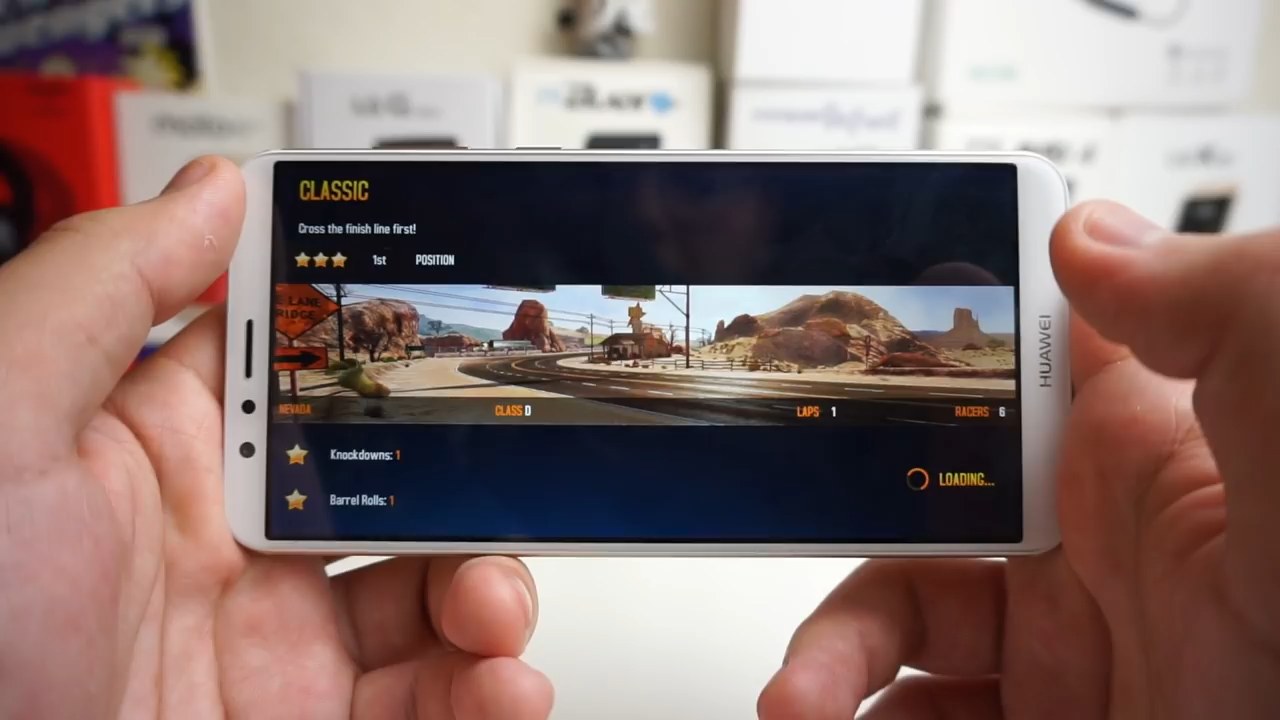 CLASSIC
Cross the finish line first!
1st POSITION
E LANE
RIDGE
NEVADA CLASS D LAPS 1 RACERS 6
Knockdowns: 1
Barrel Rolls: 1
LOADING...
HUAWEI